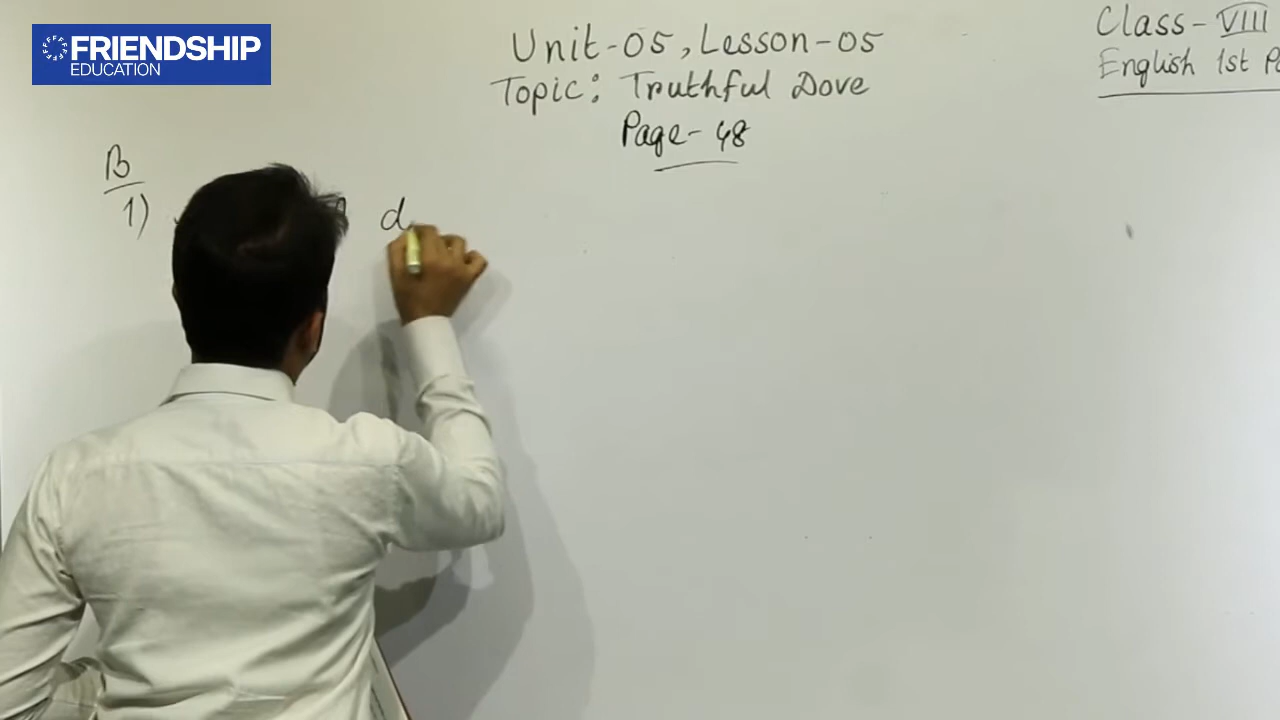 FRIENDSHIP
EDUCATION
Unit-05, Lesson-05
Topic: Truthful Dove
Page-48
Class-VIII
English 1st
B
1)
d